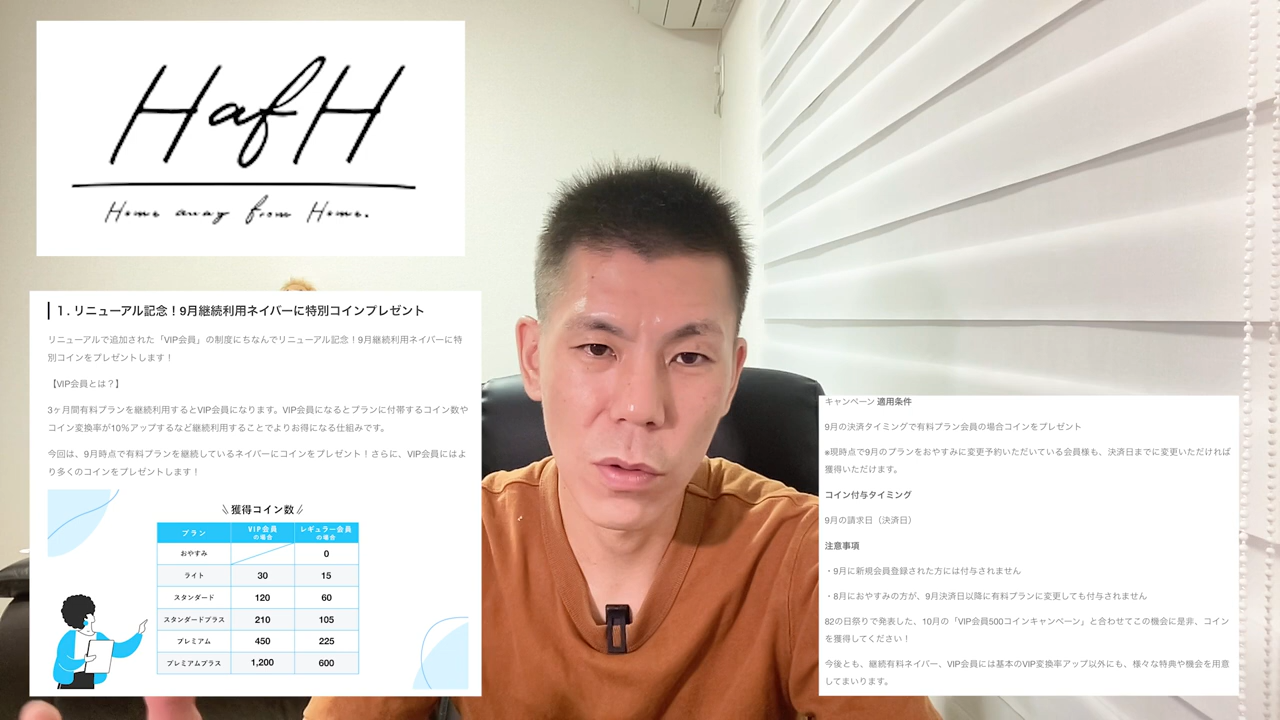 HafH
Home away from Home.
1. リニューアル記念！9月継続利用ネイバーに特別コインプレゼント
リニューアルで追加された「VIP会員」の制度にちなんでリニューアル記念！9月継続利用ネイバーに特
別コインをプレゼントします！
【VIP会員とは？】
3ヶ月間有料プランを継続利用するとVIP会員になります。VIP会員になるとプランに付帯するコイン数や
コイン変換率が10％アップするなど継続利用することでよりお得になる仕組みです。
今回は、9月時点で有料プランを継続しているネイバーにコインをプレゼント！さらに、VIP会員にはよ
り多くのコインをプレゼントします！
\\ 獲得コイン数 //
プラン VIP会員の場合 レギュラー会員の場合
おやすみ 0
ライト 30 15
スタンダード 120 60
スタンダードプラス 210 105
プレミアム 450 225
プレミアムプラス 1,200 600
キャンペーン 適用条件
9月の決済タイミングで有料プラン会員の場合コインをプレゼント
※現時点で9月のプランをおやすみに変更予約いただいている会員様も、決済日までに変更いただければ
獲得いただけます。
コイン付与タイミング
9月の請求日（決済日）
注意事項
・9月に新規会員登録された方には付与されません
・8月におやすみの方が、9月決済日以降に有料プランに変更しても付与されません
82の日祭りで発表した、10月の「VIP会員500コインキャンペーン」と合わせてこの機会に是非、コイン
を獲得してください！
今後とも、継続有料ネイバー、VIP会員には基本のVIP変換率アップ以外にも、様々な特典や機会を用意
してまいります。